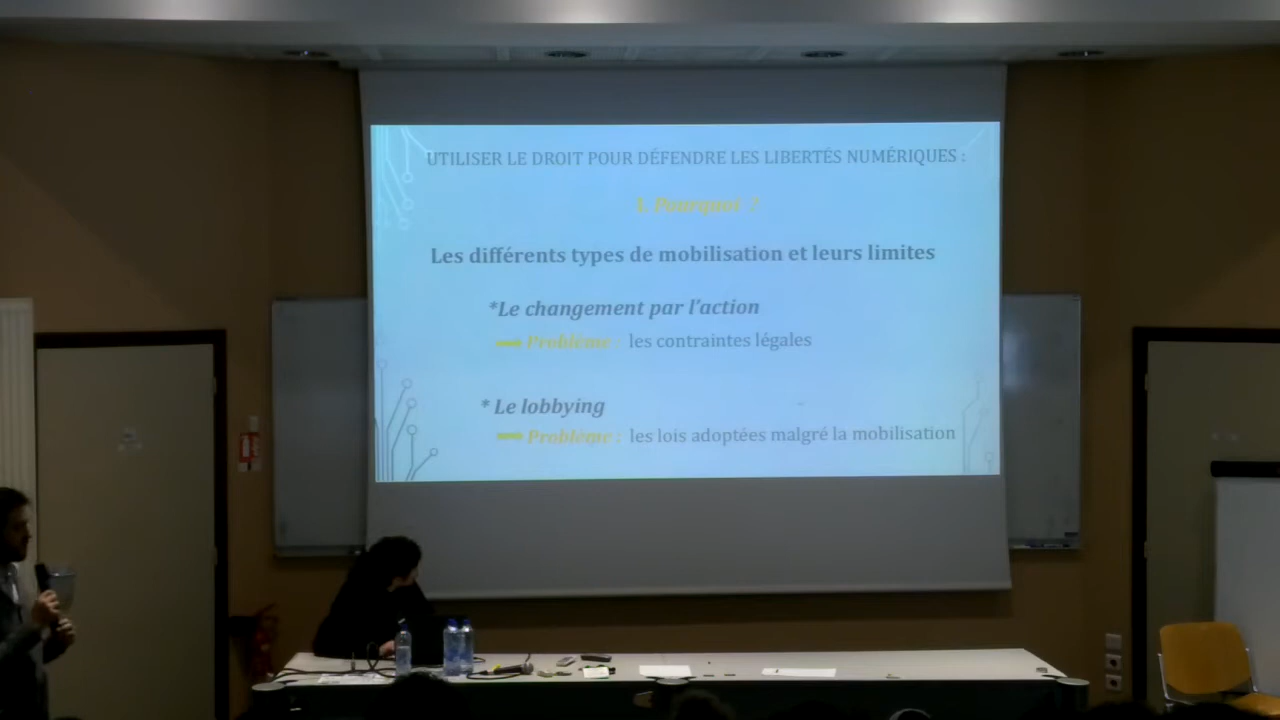 UTILISER LE DROIT POUR DÉFENDRE LES LIBERTÉS NUMÉRIQUES :
1. Pourquoi ?
Les différents types de mobilisation et leurs limites
*Le changement par l'action
Problème : les contraintes légales
* Le lobbying
Problème : les lois adoptées malgré la mobilisation